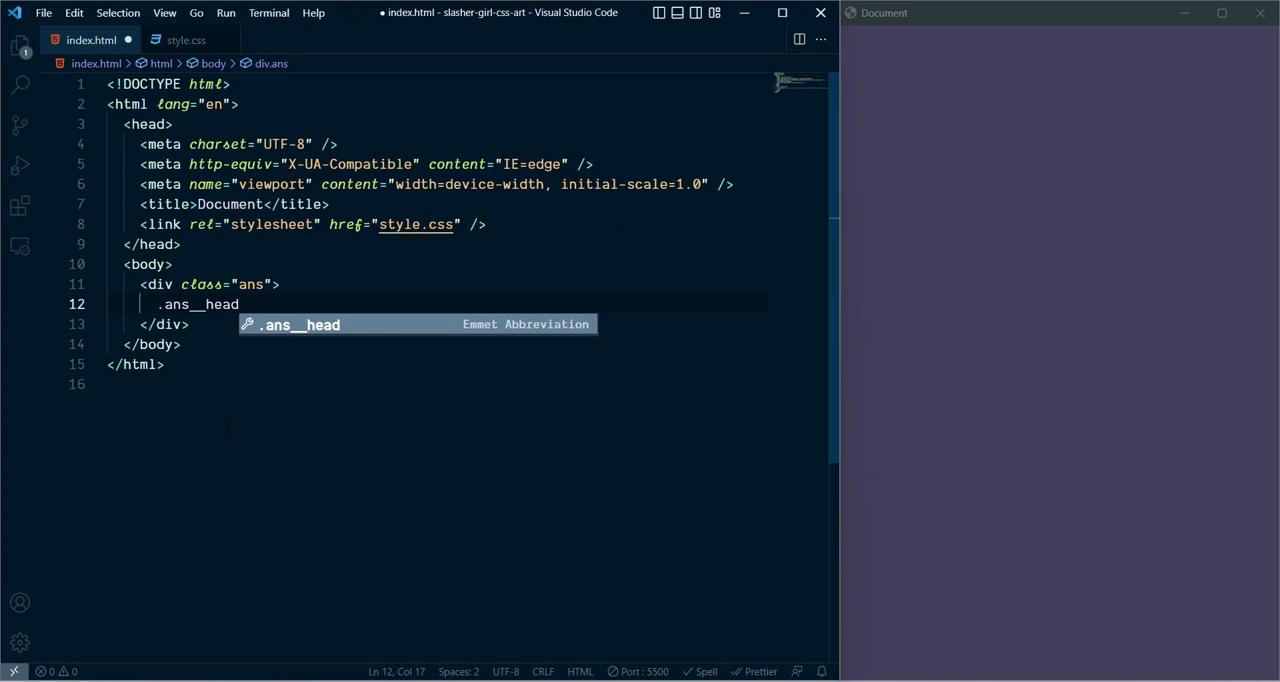 File Edit Selection View Go Run Terminal Help ● index.html - slasher-girl-css-art - Visual Studio Code
Document
index.html ● style.css
index.html > html > body > div.ans
1 <!DOCTYPE html>
2 <html lang="en">
3 <head>
4 <meta charset="UTF-8" />
5 <meta http-equiv="X-UA-Compatible" content="IE=edge" />
6 <meta name="viewport" content="width=device-width, initial-scale=1.0" />
7 <title>Document</title>
8 <link rel="stylesheet" href="style.css" />
9 </head>
10 <body>
11 <div class="ans">
12 .ans__head
13 </div>
.ans__head Emmet Abbreviation
14 </body>
15 </html>
16
1
0 0 Ln 12, Col 17 Spaces: 2 UTF-8 CRLF HTML Port : 5500 Spell Prettier